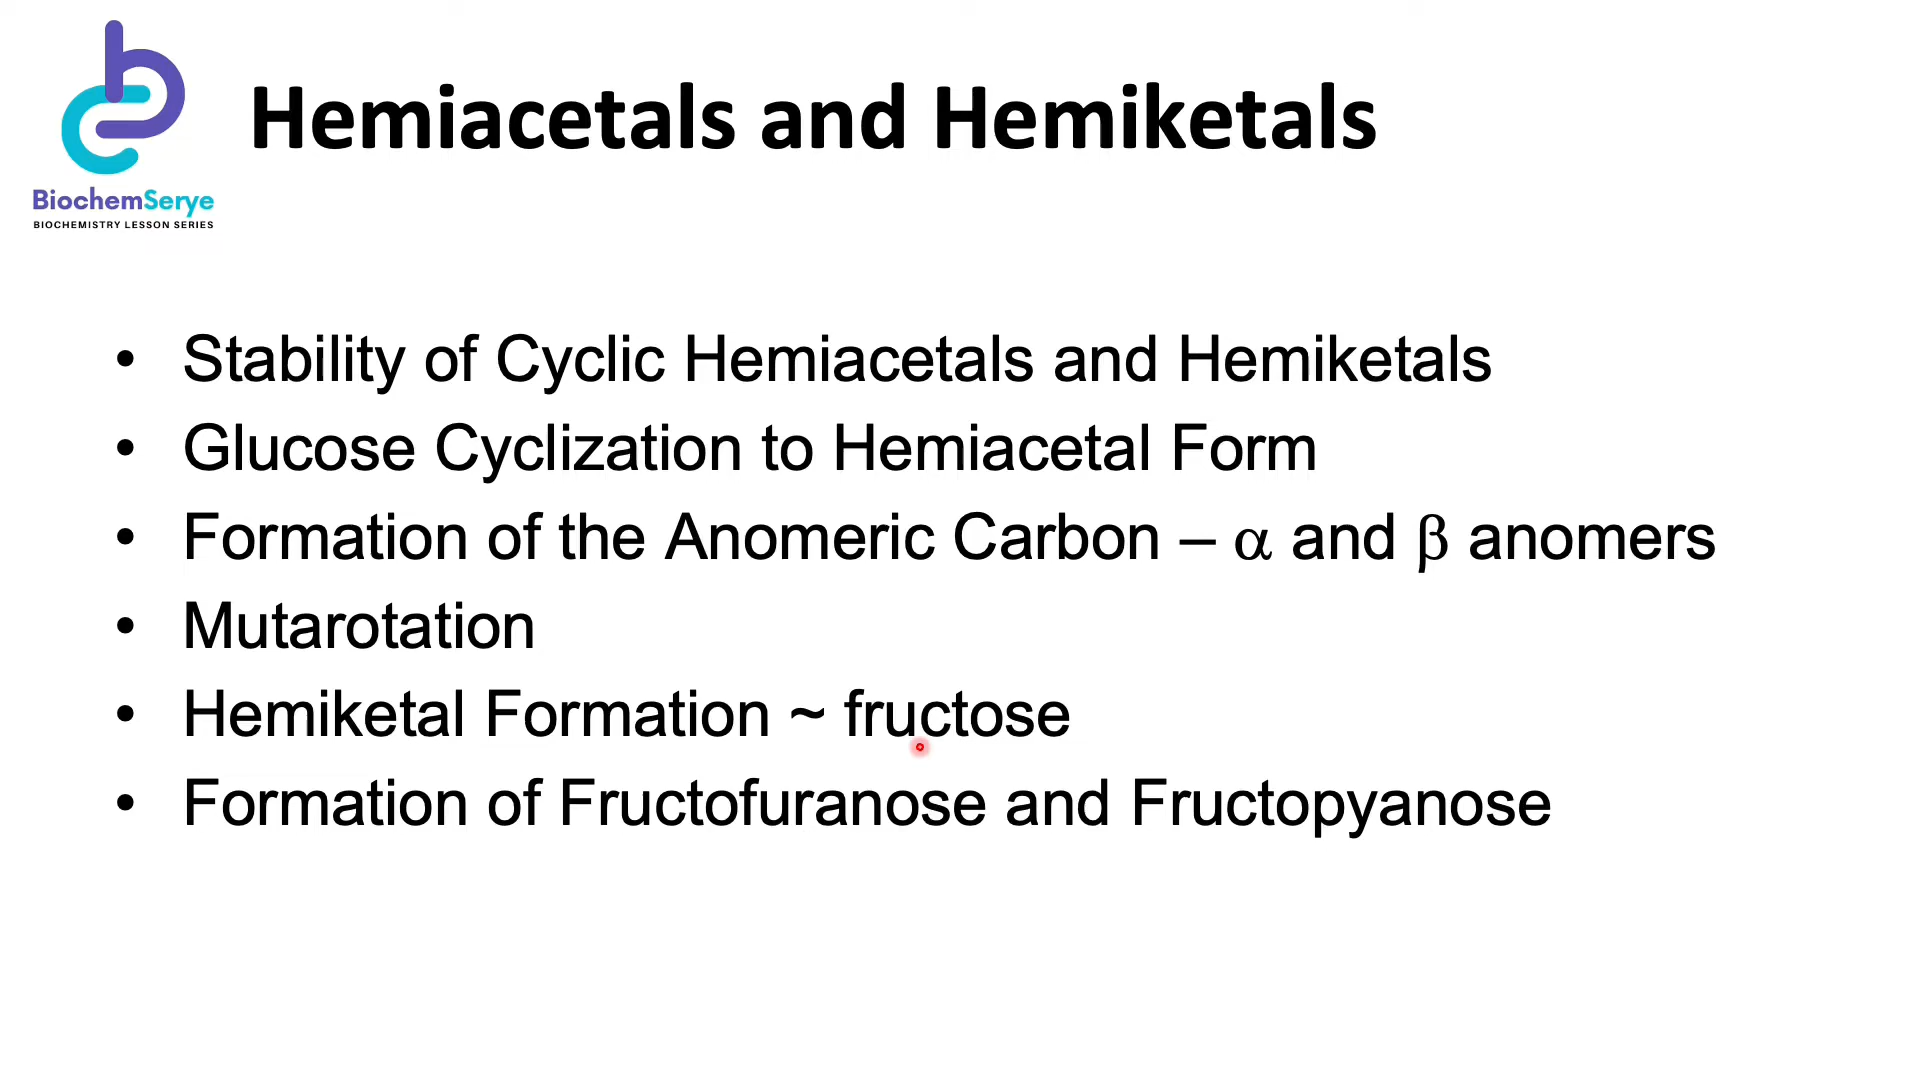 Hemiacetals and Hemiketals
BiochemSerye
BIOCHEMISTRY LESSON SERIES
• Stability of Cyclic Hemiacetals and Hemiketals
• Glucose Cyclization to Hemiacetal Form
• Formation of the Anomeric Carbon – α and β anomers
• Mutarotation
• Hemiketal Formation ~ fructose
• Formation of Fructofuranose and Fructopyanose